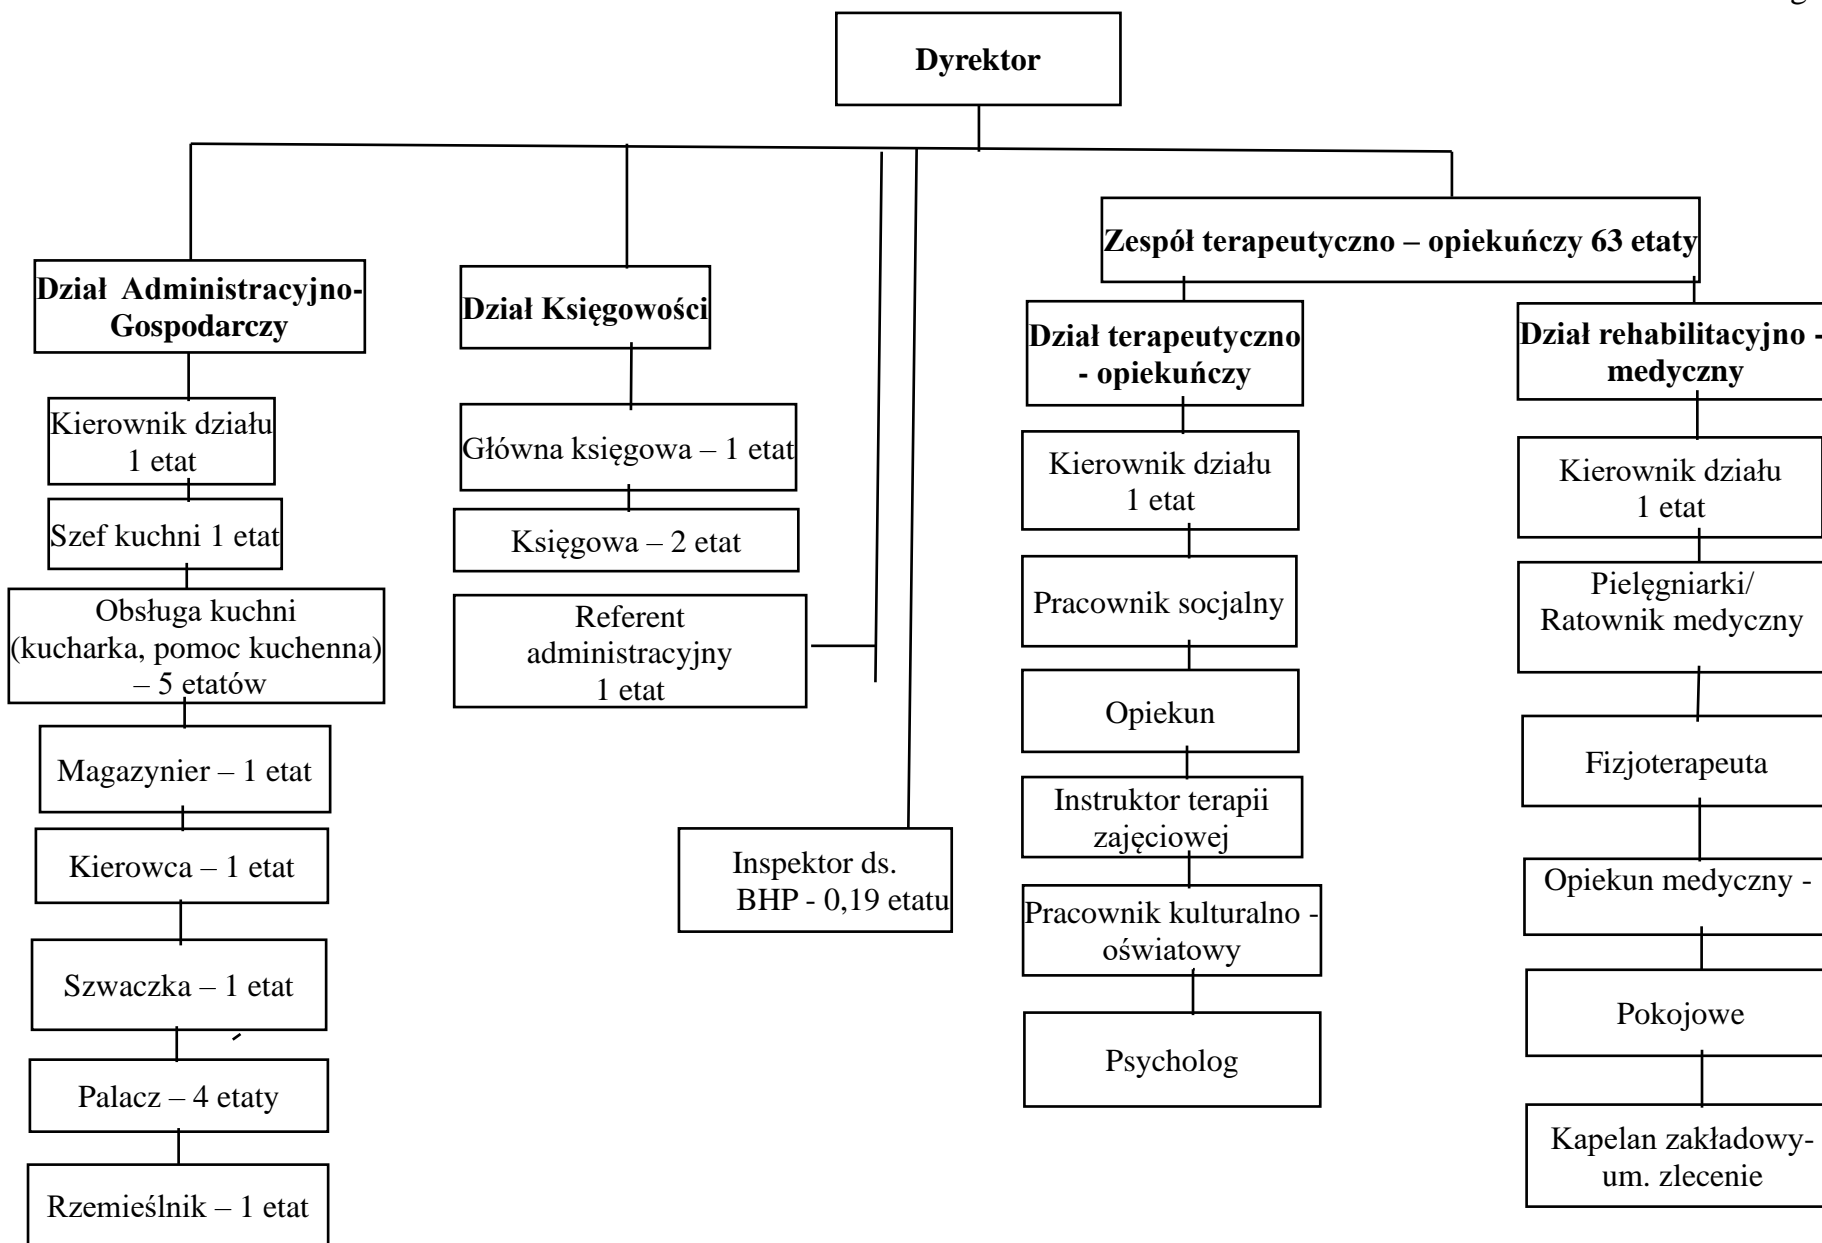 Dyrektor
Zespół terapeutyczno – opiekuńczy 63 etaty
Dział Administracyjno-
Gospodarczy
Kierownik działu
1 etat
Szef kuchni 1 etat
Obsługa kuchni
(kucharka, pomoc kuchenna)
– 5 etatów
Magazynier – 1 etat
Kierowca – 1 etat
Szwaczka – 1 etat
Palacz – 4 etaty
Rzemieślnik – 1 etat
Dział Księgowości
Główna księgowa – 1 etat
Księgowa – 2 etat
Referent
administracyjny
1 etat
Inspektor ds.
BHP - 0,19 etatu
Dział terapeutyczno
- opiekuńczy
Kierownik działu
1 etat
Pracownik socjalny
Opiekun
Instruktor terapii
zajęciowej
Pracownik kulturalno -
oświatowy
Psycholog
Dział rehabilitacyjno -
medyczny
Kierownik działu
1 etat
Pielęgniarki/
Ratownik medyczny
Fizjoterapeuta
Opiekun medyczny -
Pokojowe
Kapelan zakładowy-
um. zlecenie